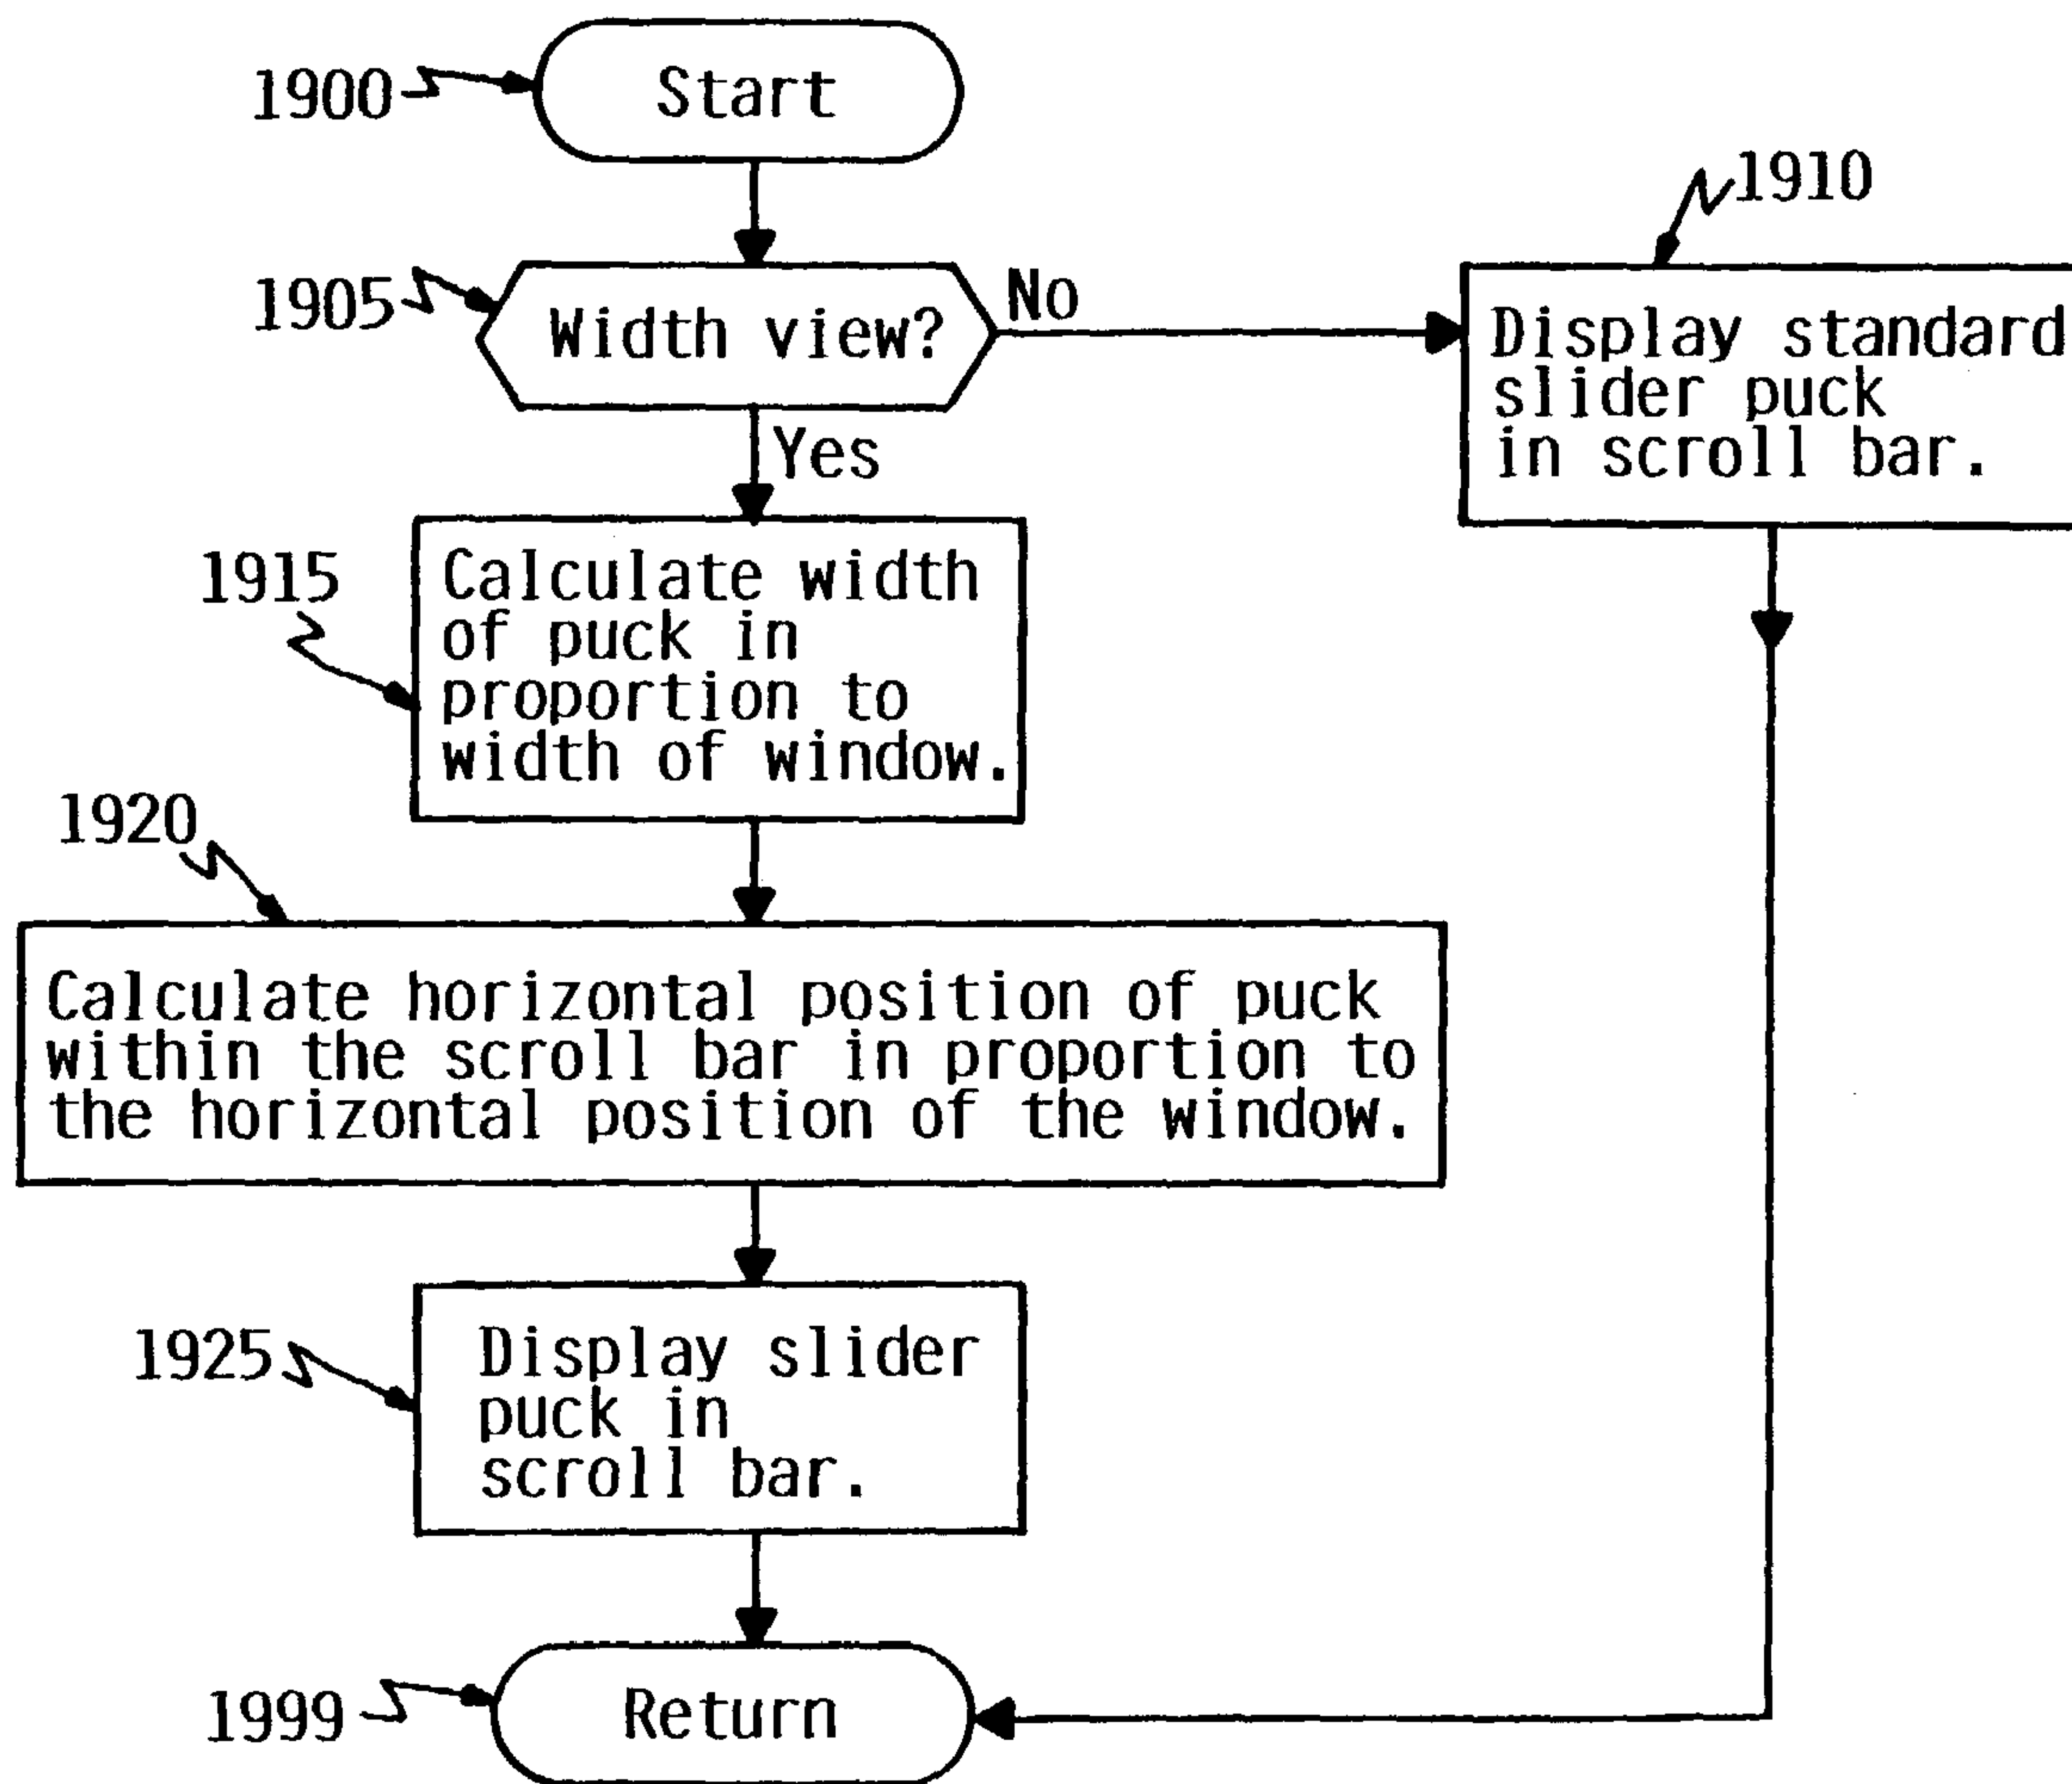 1900
Start
1910
1905
Width view?
No
Display standard
slider puck
in scroll bar.
Yes
1915
Calculate width
of puck in
proportion to
width of window.
1920
Calculate horizontal position of puck
within the scroll bar in proportion to
the horizontal position of the window.
1925
Display slider
puck in
scroll bar.
1999
Return